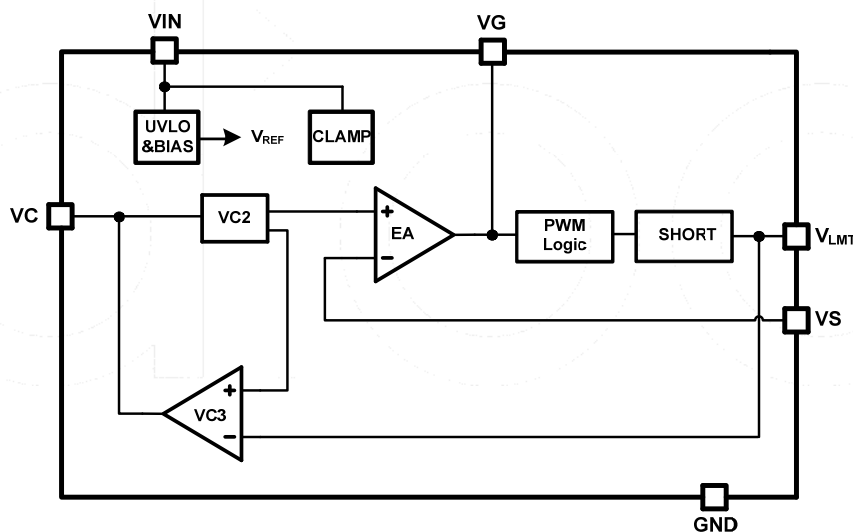 VIN
VG
UVLO
&BIAS
VREF
CLAMP
VC
VC2
+
EA
−
PWM
Logic
SHORT
VLMT
VS
+
VC3
−
GND